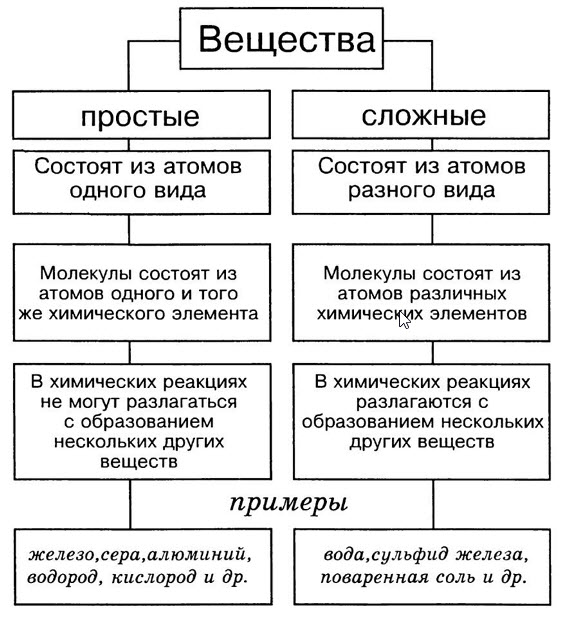 Вещества
простые
сложные
Состоят из атомов
одного вида
Состоят из атомов
разного вида
Молекулы состоят из
атомов одного и того
же химического элемента
Молекулы состоят из
атомов различных
химических элементов
В химических реакциях
не могут разлагаться
с образованием
нескольких других
веществ
В химических реакциях
разлагаются с
образованием нескольких
других веществ
примеры
железо,сера,алюминий,
водород, кислород и др.
вода,сульфид железа,
поваренная соль и др.